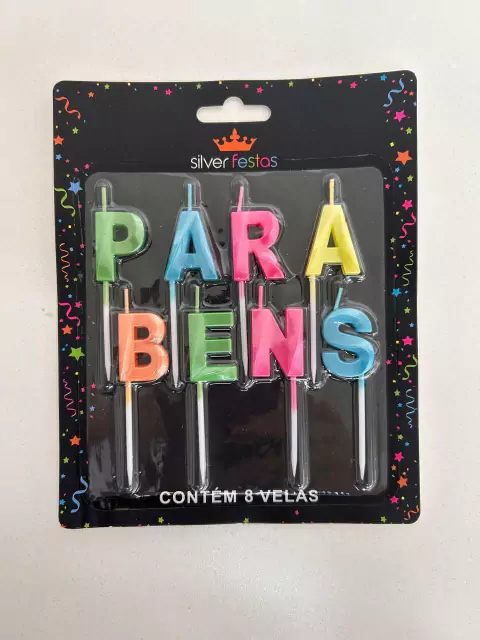 silver festas
PARA
BENS
CONTÉM 8 VELAS